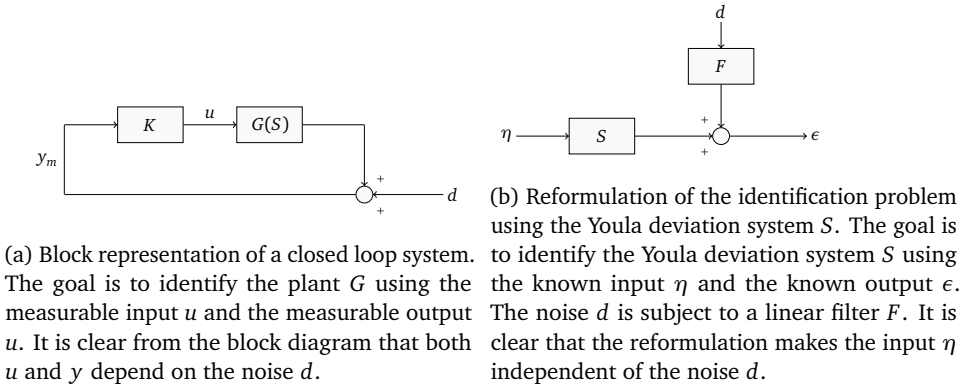 K
u
G(S)
y_m
+
+
d
(a) Block representation of a closed loop system.
The goal is to identify the plant G using the
measurable input u and the measurable output
u. It is clear from the block diagram that both
u and y depend on the noise d.
d
F
η
S
+
+
ϵ
(b) Reformulation of the identification problem
using the Youla deviation system S. The goal is
to identify the Youla deviation system S using
the known input η and the known output ϵ.
The noise d is subject to a linear filter F. It is
clear that the reformulation makes the input η
independent of the noise d.